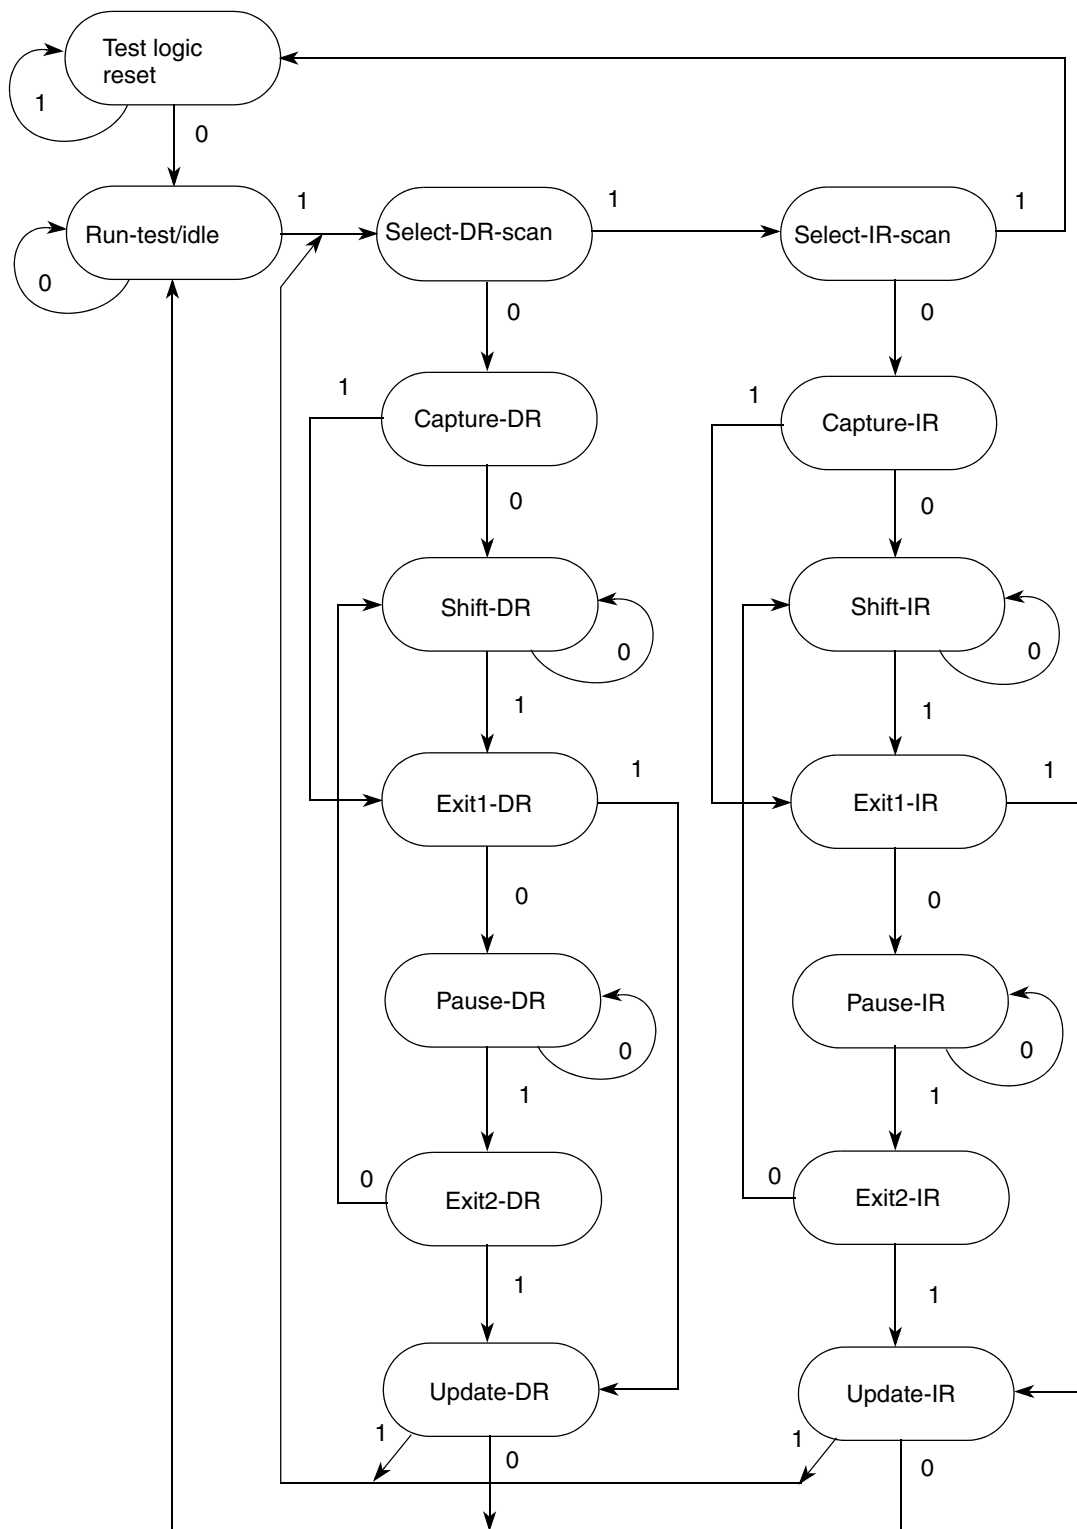 Test logic
reset
1
0
Run-test/idle
1
Select-DR-scan
1
Select-IR-scan
1
0
0
0
1
Capture-DR
1
Capture-IR
0
0
Shift-DR
0
Shift-IR
0
1
1
Exit1-DR
1
Exit1-IR
1
0
0
Pause-DR
0
Pause-IR
0
1
1
0
Exit2-DR
0
Exit2-IR
1
1
Update-DR
Update-IR
1
0
1
0